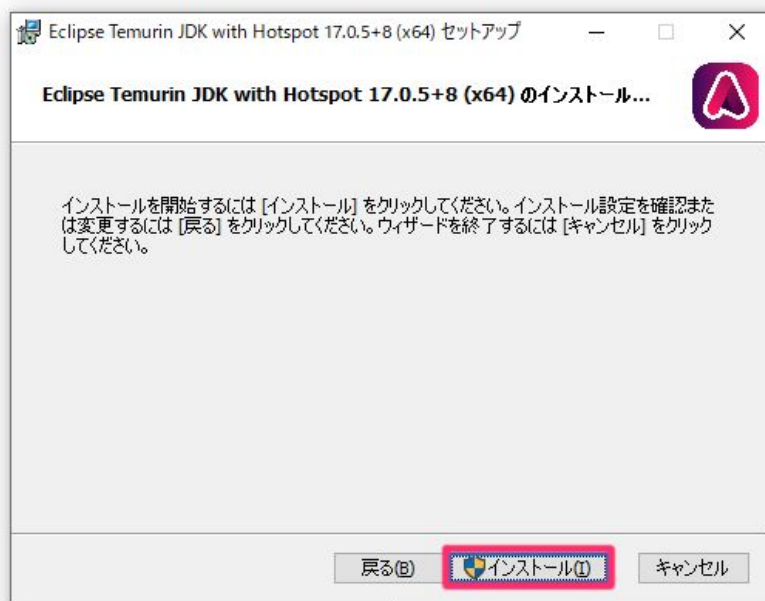 Eclipse Temurin JDK with Hotspot 17.0.5+8 (x64) セットアップ
Eclipse Temurin JDK with Hotspot 17.0.5+8 (x64) のインストール...
インストールを開始するには [インストール] をクリックしてください。インストール設定を確認また
は変更するには [戻る] をクリックしてください。ウィザードを終了するには [キャンセル] をクリック
してください。
戻る(B) インストール(I) キャンセル